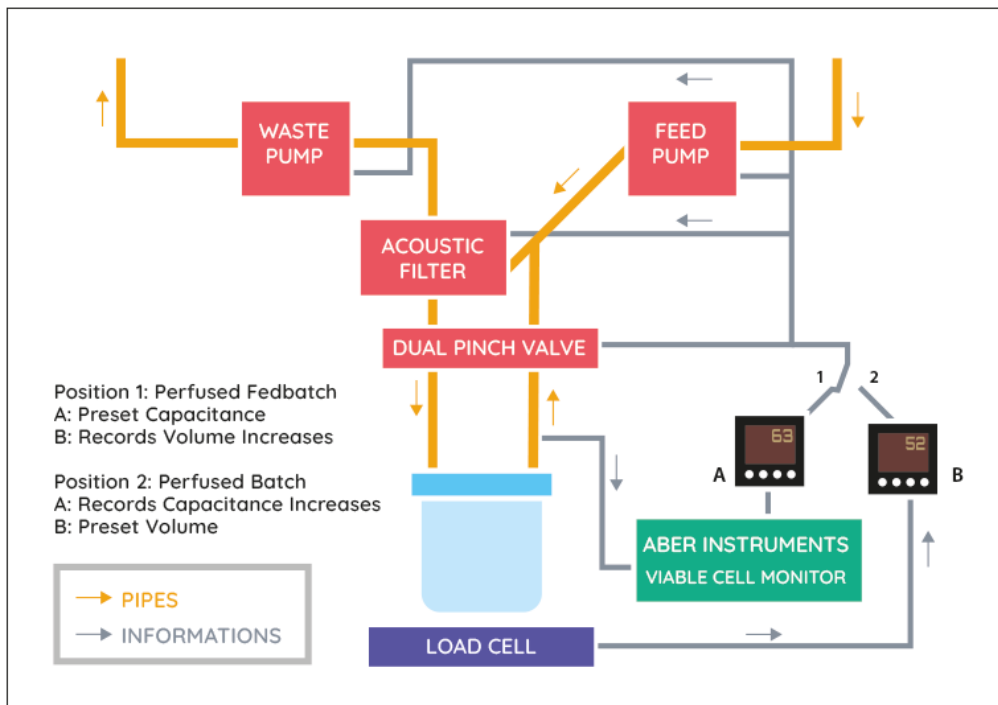 WASTE
PUMP
FEED
PUMP
ACOUSTIC
FILTER
DUAL PINCH VALVE
1
2
63
52
A
B
Position 1: Perfused Fedbatch
A: Preset Capacitance
B: Records Volume Increases
Position 2: Perfused Batch
A: Records Capacitance Increases
B: Preset Volume
ABER INSTRUMENTS
VIABLE CELL MONITOR
PIPES
INFORMATIONS
LOAD CELL